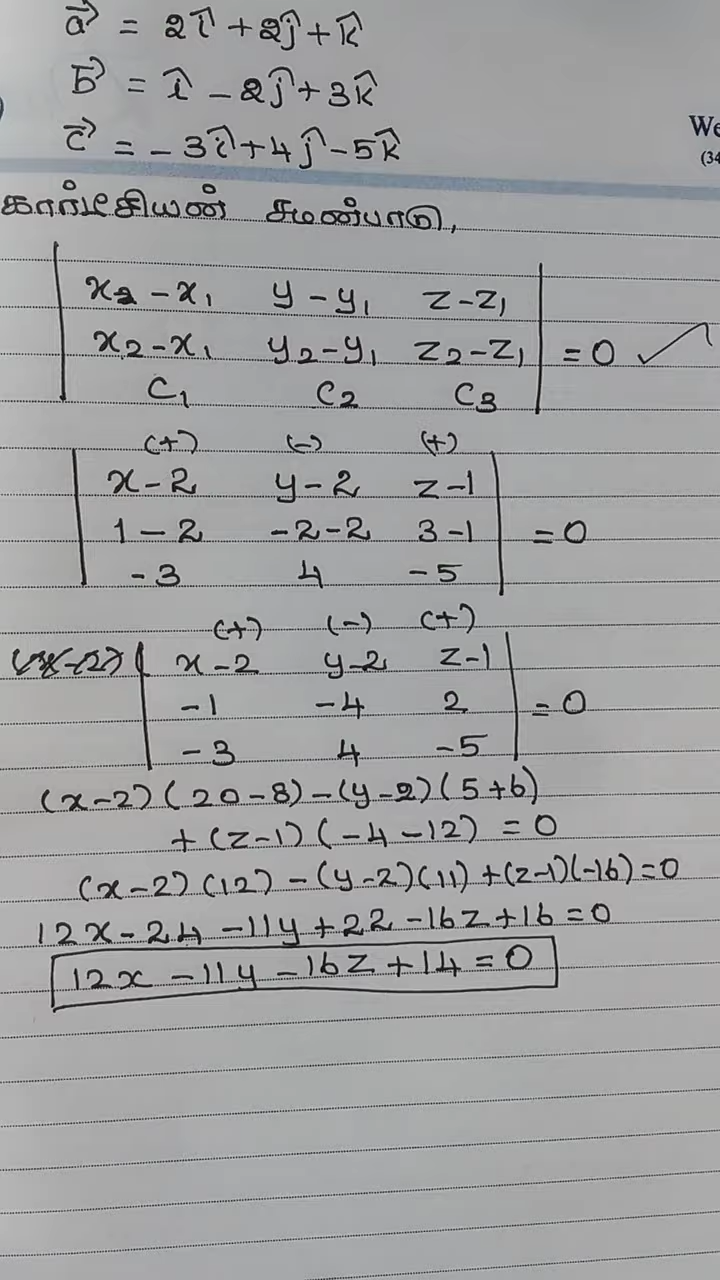 a⃗ = 2î + 2ĵ + k̂
b⃗ = î - 2ĵ + 3k̂
We
c⃗ = - 3î + 4ĵ - 5k̂
(34
கார்டீசியன் சமன்பாடு,
| x2 - x1 y - y1 z - z1 |
| x2 - x1 y2 - y1 z2 - z1 | = 0 ✓
| C1 C2 C3 |
(+) (-) (+)
| x - 2 y - 2 z - 1 |
| 1 - 2 -2-2 3 - 1 | = 0
| -3 4 -5 |
(+) (-) (+)
| x - 2 y - 2 z - 1 |
| -1 -4 2 | = 0
| -3 4 -5 |
(x-2) (20-8) - (y-2) (5+6)
+ (z-1) (-4-12) = 0
(x-2) (12) - (y-2) (11) + (z-1) (-16) = 0
12x - 24 - 11y + 22 - 16z + 16 = 0
12x - 11y - 16z + 14 = 0